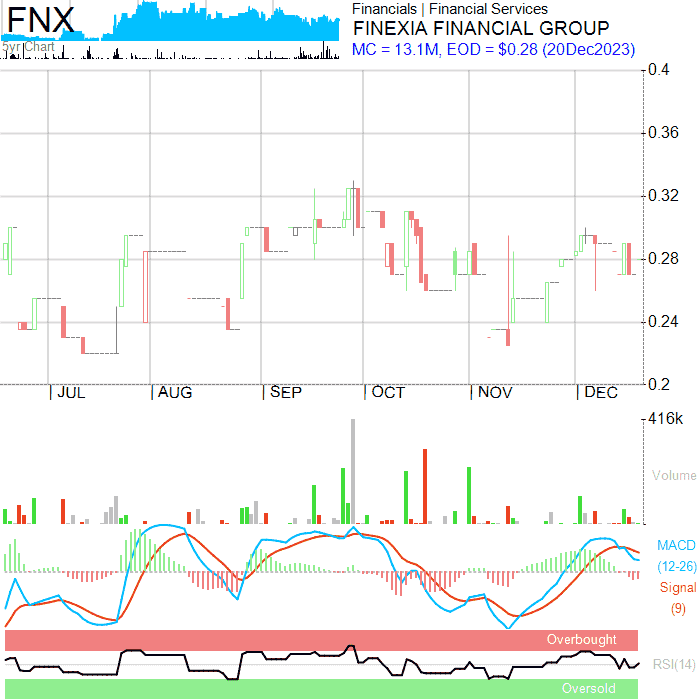 FNX
5yr Chart
Financials | Financial Services
FINEXIA FINANCIAL GROUP
MC = 13.1M, EOD = $0.28 (20Dec2023)
0.4
0.36
0.32
0.28
0.24
0.2
JUL
AUG
SEP
OCT
NOV
DEC
416k
Volume
MACD
(12-26)
Signal
(9)
Overbought
RSI(14)
Oversold